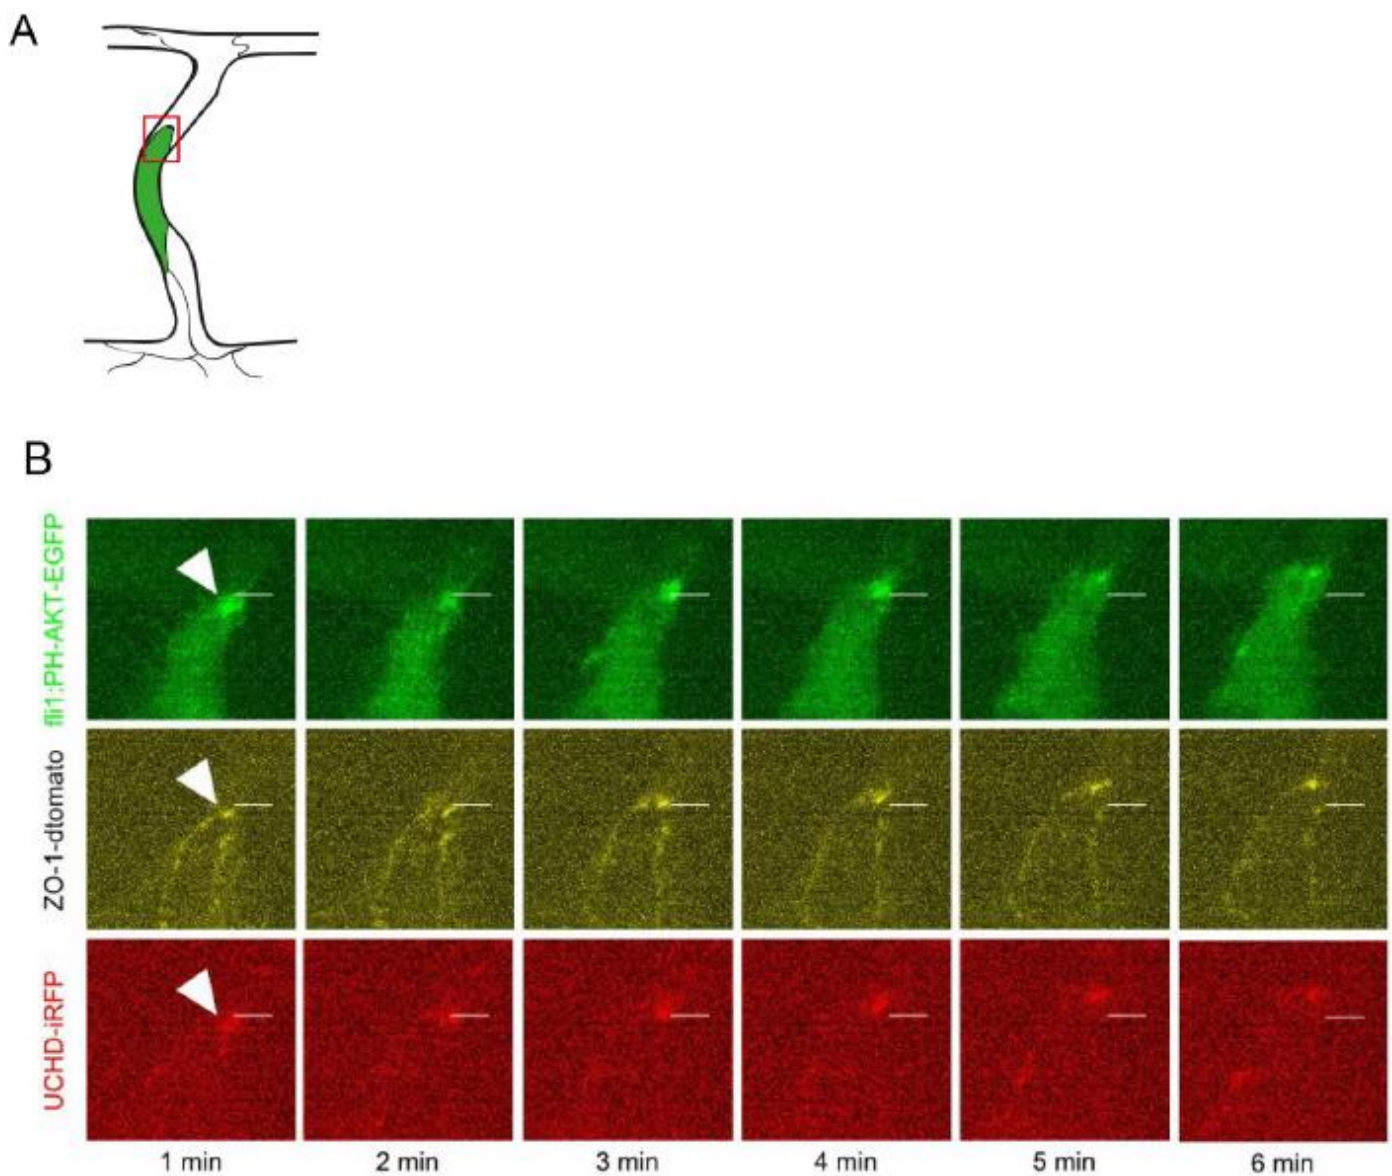 A
B
fli1:PH-AKT-EGFP
ZO-1-dtomato
UCHD-iRFP
1 min 2 min 3 min 4 min 5 min 6 min